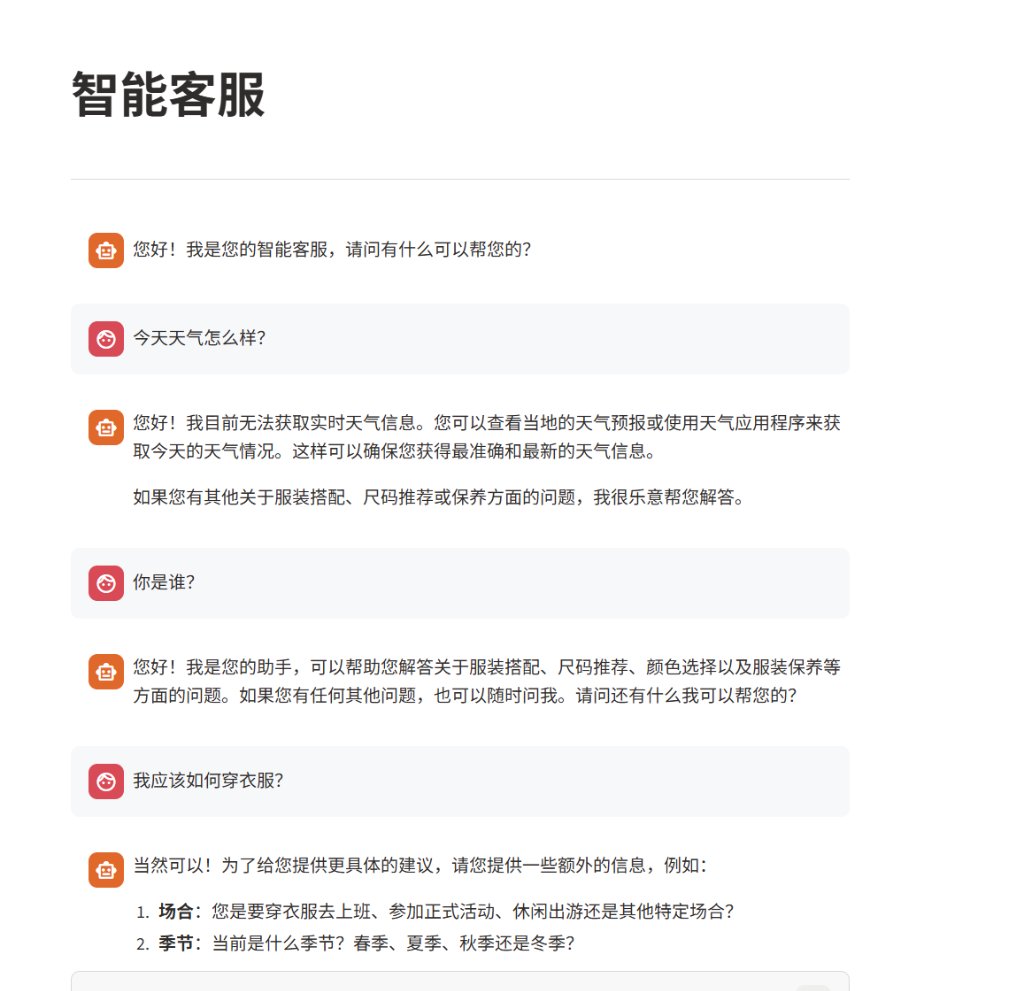 智能客服
您好！我是您的智能客服，请问有什么可以帮您的？
今天天气怎么样？
您好！我目前无法获取实时天气信息。您可以查看当地的天气预报或使用天气应用程序来获
取今天的天气情况。这样可以确保您获得最准确和最新的天气信息。
如果您有其他关于服装搭配、尺码推荐或保养方面的问题，我很乐意帮您解答。
你是谁？
您好！我是您的助手，可以帮助您解答关于服装搭配、尺码推荐、颜色选择以及服装保养等
方面的问题。如果您有任何其他问题，也可以随时问我。请问还有什么我可以帮您的？
我应该如何穿衣服？
当然可以！为了给您提供更具体的建议，请您提供一些额外的信息，例如：
1. 场合：您是要穿衣服去上班、参加正式活动、休闲出游还是其他特定场合？
2. 季节：当前是什么季节？春季、夏季、秋季还是冬季？